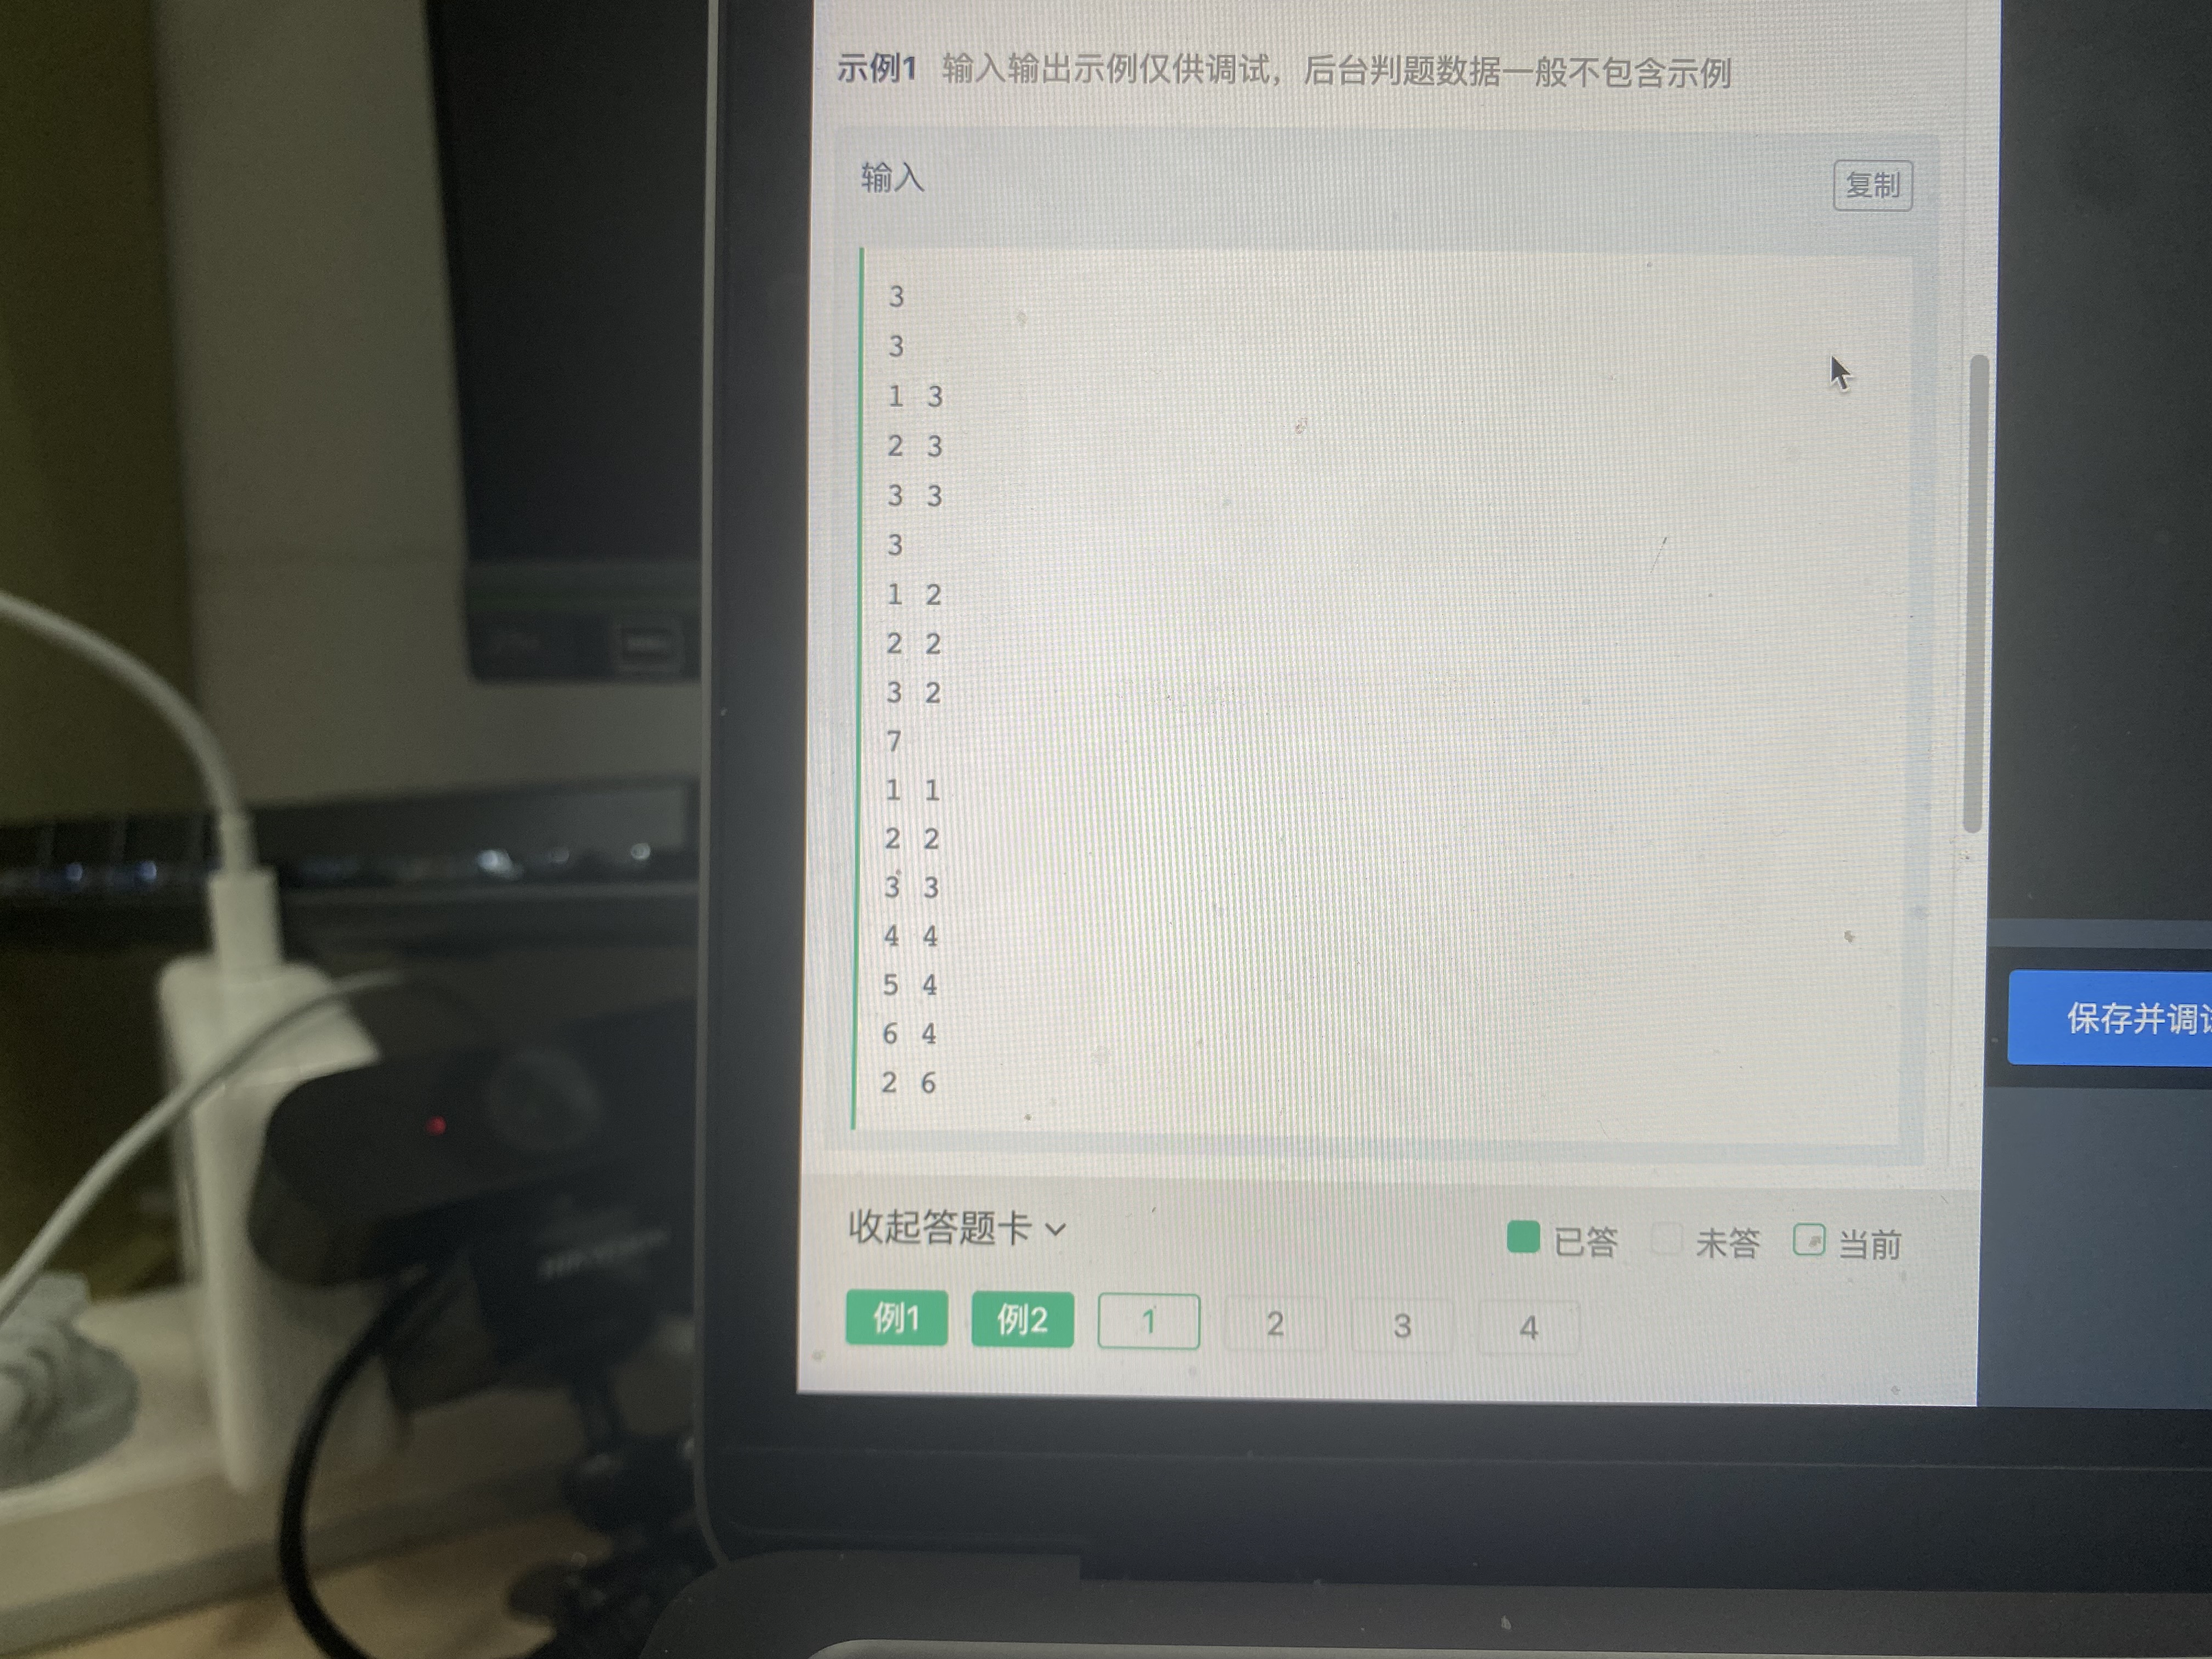 示例1 输入输出示例仅供调试，后台判题数据一般不包含示例
输入
复制
3
3
1 3
2 3
3 3
3
1 2
2 2
3 2
7
1 1
2 2
3 3
4 4
5 4
6 4
2 6
保存并调
收起答题卡
已答 未答 当前
例1 例2 1 2 3 4